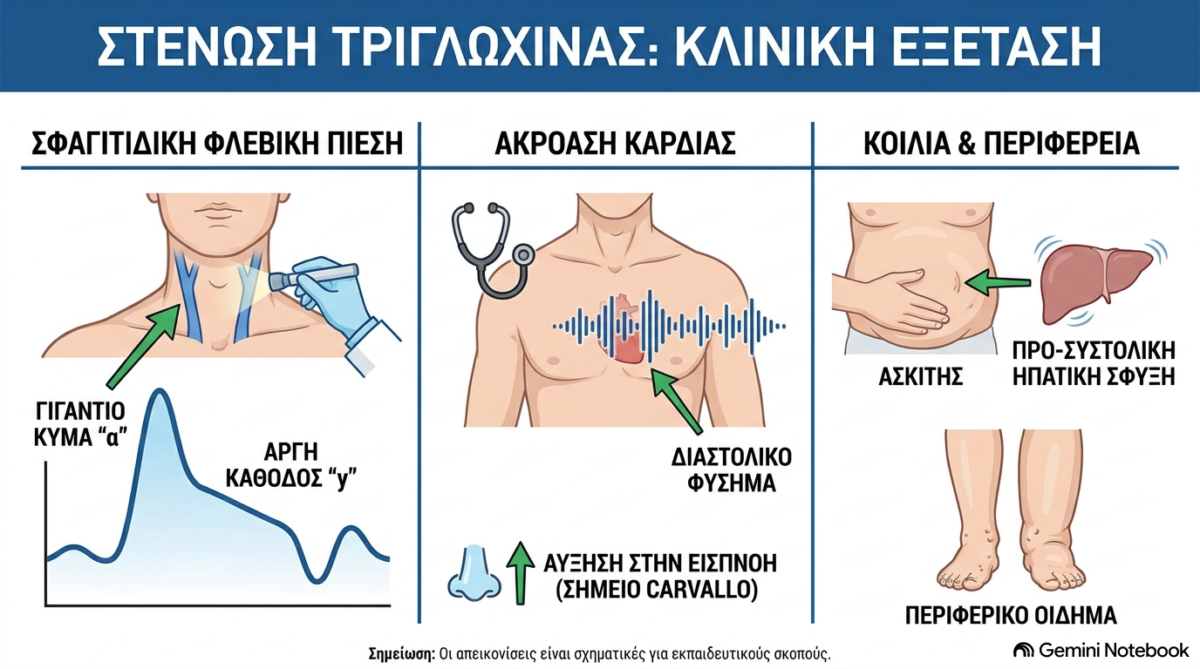 ΣΤΕΝΩΣΗ ΤΡΙΓΛΩΧΙΝΑΣ: ΚΛΙΝΙΚΗ ΕΞΕΤΑΣΗ
ΣΦΑΓΙΤΙΔΙΚΗ ΦΛΕΒΙΚΗ ΠΙΕΣΗ
ΓΙΓΑΝΤΙΟ
ΚΥΜΑ “α”
ΑΡΓΗ
ΚΑΘΟΔΟΣ “y”
ΑΚΡΟΑΣΗ ΚΑΡΔΙΑΣ
ΔΙΑΣΤΟΛΙΚΟ
ΦΥΣΗΜΑ
ΑΥΞΗΣΗ ΣΤΗΝ ΕΙΣΠΝΟΗ
(ΣΗΜΕΙΟ CARVALLO)
ΚΟΙΛΙΑ & ΠΕΡΙΦΕΡΕΙΑ
ΑΣΚΙΤΗΣ
ΠΡΟ-ΣΥΣΤΟΛΙΚΗ
ΗΠΑΤΙΚΗ ΣΦΥΞΗ
ΠΕΡΙΦΕΡΙΚΟ ΟΙΔΗΜΑ
Σημείωση: Οι απεικονίσεις είναι σχηματικές για εκπαιδευτικούς σκοπούς.
Gemini Notebook